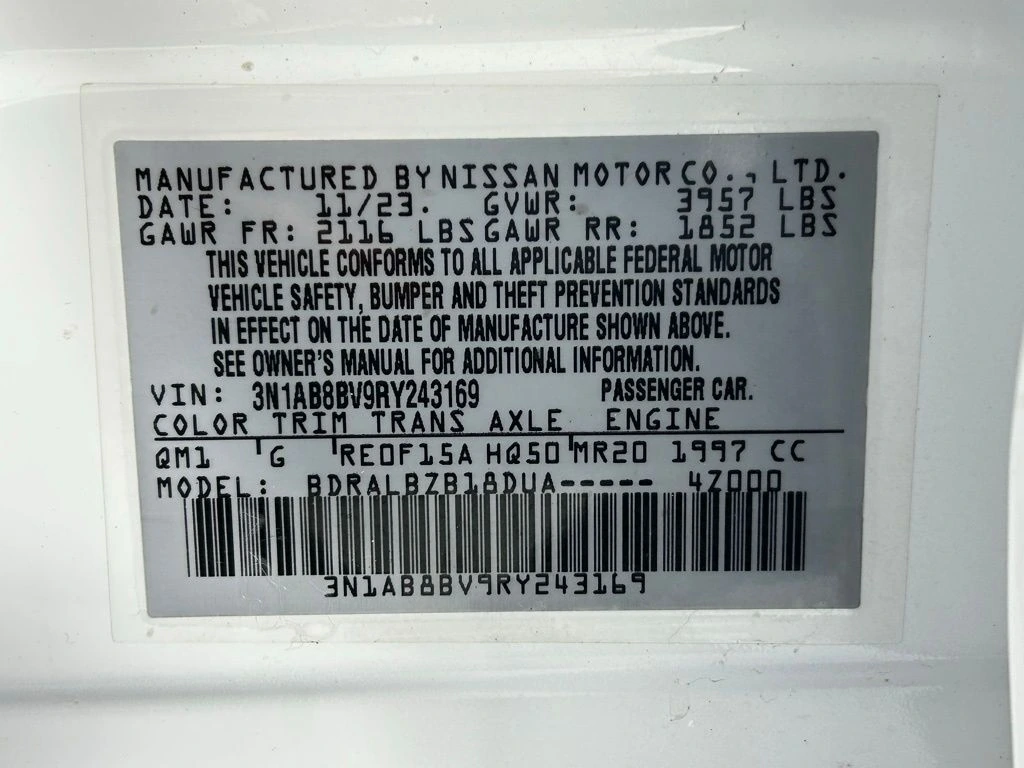 MANUFACTURED BY NISSAN MOTOR CO., LTD.
DATE: 11/23. GVWR: 3957 LBS
GAWR FR: 2116 LBS GAWR RR: 1852 LBS
THIS VEHICLE CONFORMS TO ALL APPLICABLE FEDERAL MOTOR
VEHICLE SAFETY, BUMPER AND THEFT PREVENTION STANDARDS
IN EFFECT ON THE DATE OF MANUFACTURE SHOWN ABOVE.
SEE OWNER'S MANUAL FOR ADDITIONAL INFORMATION.
VIN: 3N1AB8BV9RY243169 PASSENGER CAR.
COLOR TRIM TRANS AXLE ENGINE
QM1 G RE0F15A HQ50 MR20 1997 CC
MODEL: BDRALBZB18DUA----- 4Z000
3N1AB8BV9RY243169